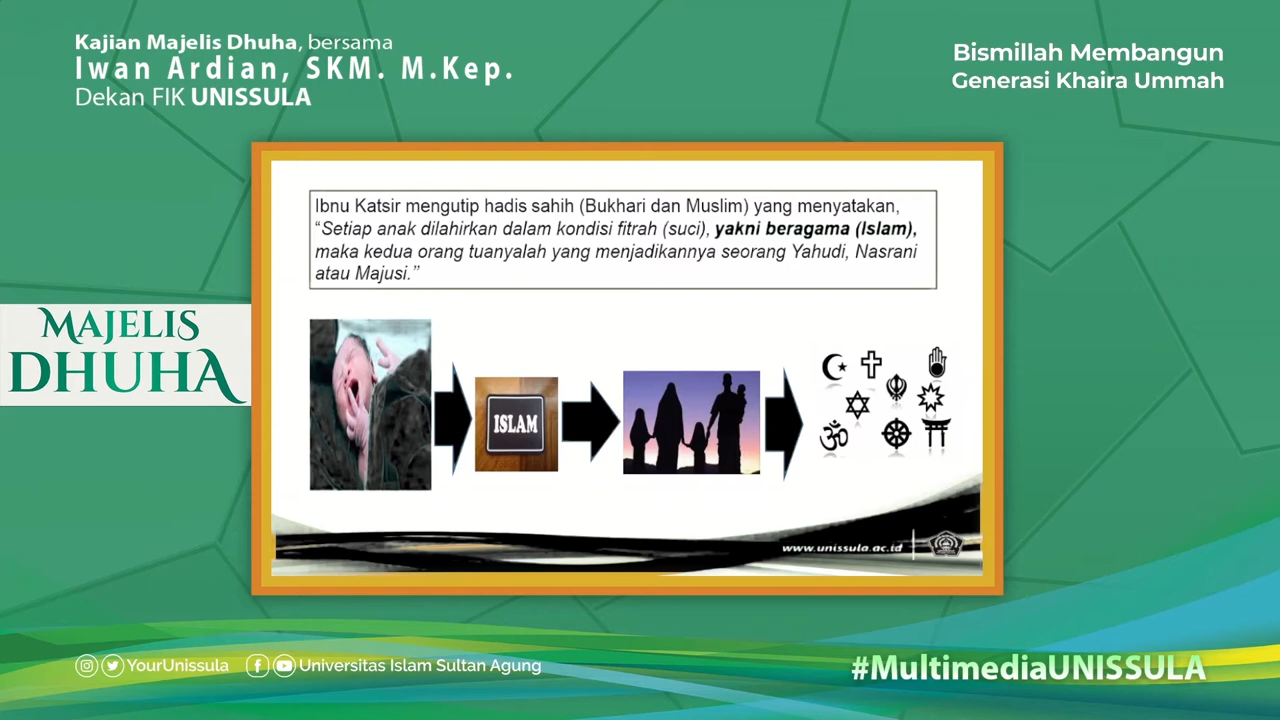 Kajian Majelis Dhuha, bersama
Iwan Ardian, SKM. M.Kep.
Dekan FIK UNISSULA
Bismillah Membangun
Generasi Khaira Ummah
Ibnu Katsir mengutip hadis sahih (Bukhari dan Muslim) yang menyatakan,
“Setiap anak dilahirkan dalam kondisi fitrah (suci), yakni beragama (Islam),
maka kedua orang tuanyalah yang menjadikannya seorang Yahudi, Nasrani
atau Majusi.”
MAJELIS
DHUHA
ISLAM
www.unissula.ac.id
YourUnissula
Universitas Islam Sultan Agung
#MultimediaUNISSULA